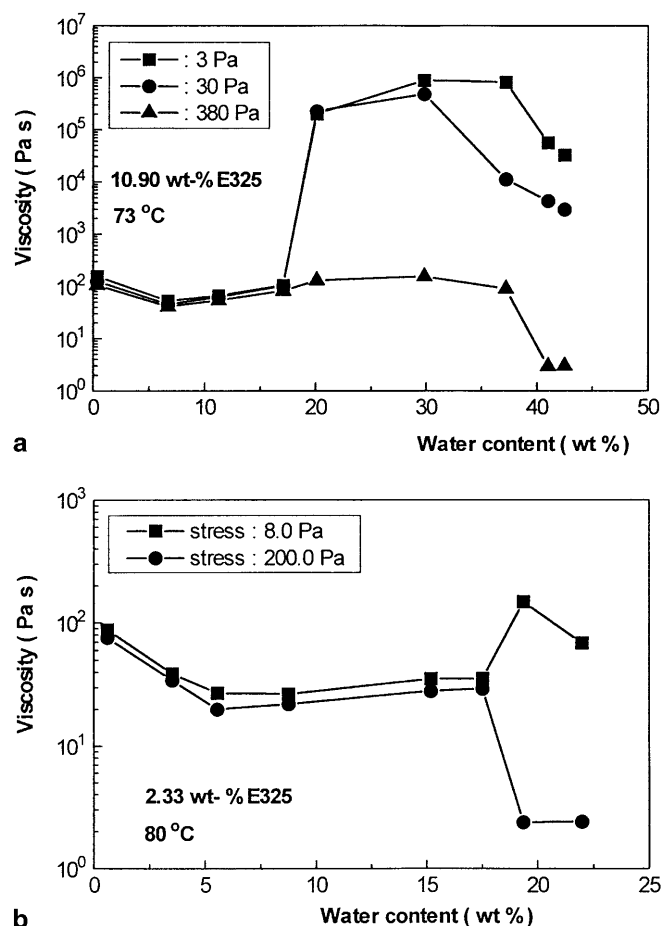 10⁷
10⁶
10⁵
10⁴
10³
10²
10¹
10⁰
Viscosity ( Pa s )
: 3 Pa
: 30 Pa
: 380 Pa
10.90 wt-% E325
73 °C
0 10 20 30 40 50
a
Water content ( wt % )
10³
10²
10¹
10⁰
Viscosity ( Pa s )
stress : 8.0 Pa
stress : 200.0 Pa
2.33 wt- % E325
80 °C
0 5 10 15 20 25
b
Water content ( wt % )